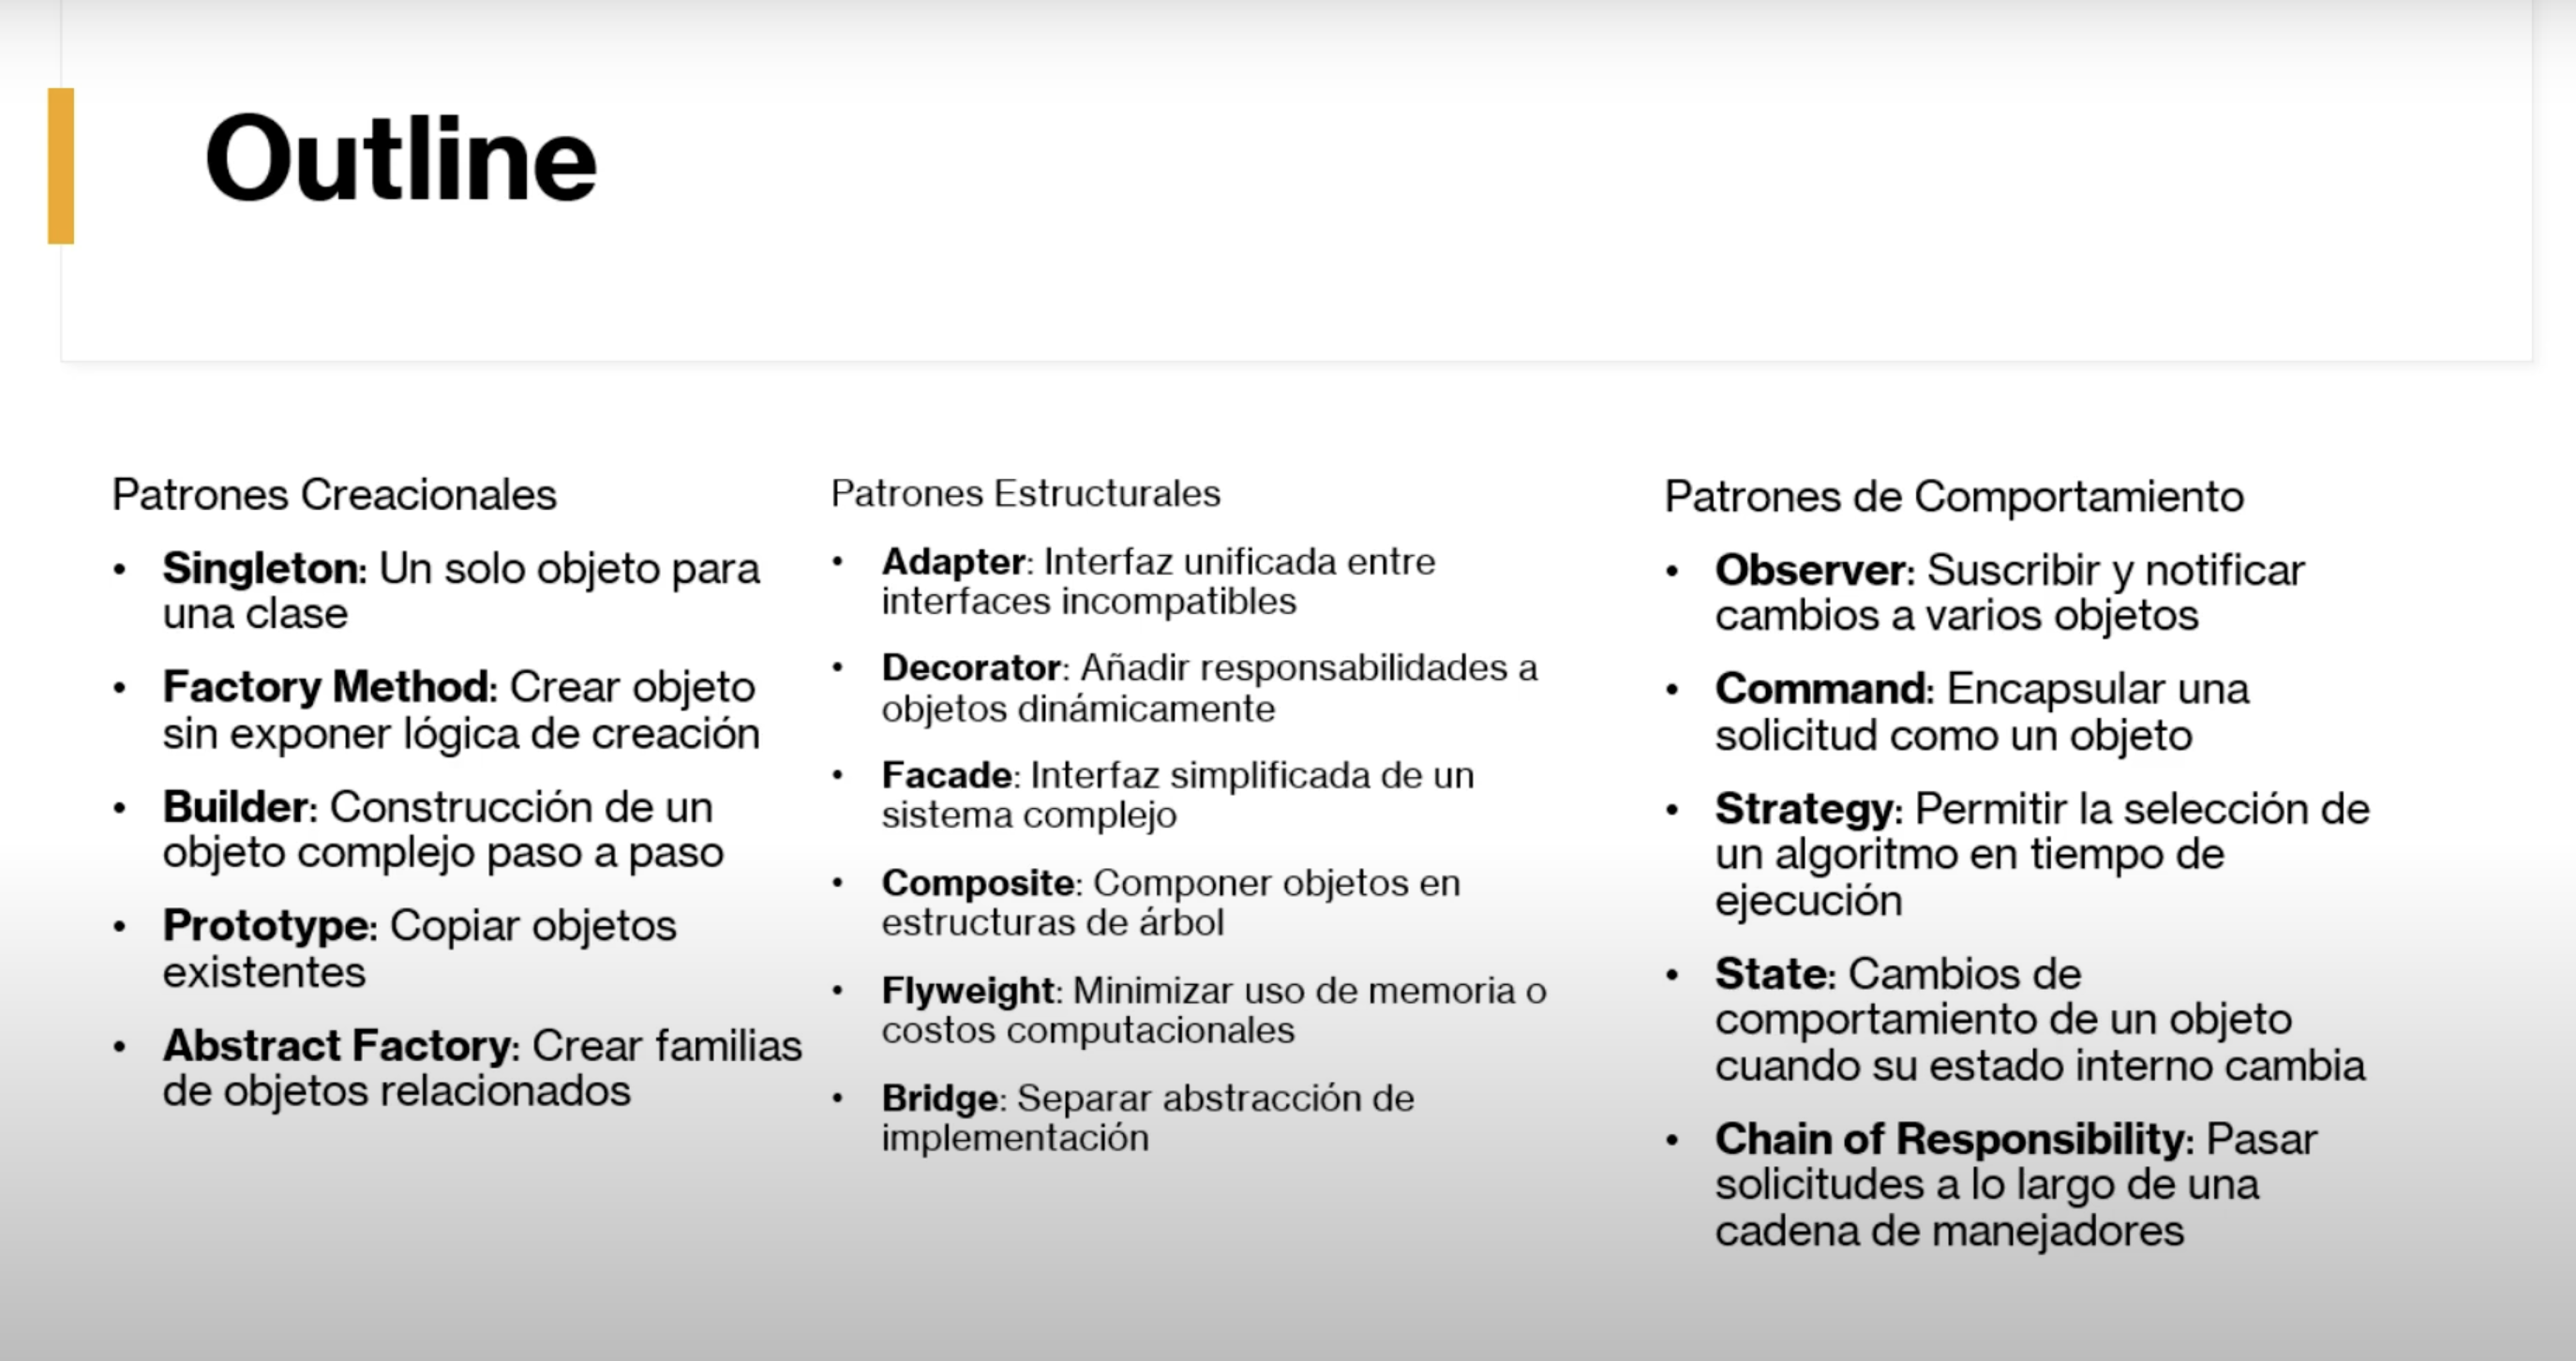 Outline
Patrones Creacionales
• Singleton: Un solo objeto para
una clase
• Factory Method: Crear objeto
sin exponer lógica de creación
• Builder: Construcción de un
objeto complejo paso a paso
• Prototype: Copiar objetos
existentes
• Abstract Factory: Crear familias
de objetos relacionados
Patrones Estructurales
• Adapter: Interfaz unificada entre
interfaces incompatibles
• Decorator: Añadir responsabilidades a
objetos dinámicamente
• Facade: Interfaz simplificada de un
sistema complejo
• Composite: Componer objetos en
estructuras de árbol
• Flyweight: Minimizar uso de memoria o
costos computacionales
• Bridge: Separar abstracción de
implementación
Patrones de Comportamiento
• Observer: Suscribir y notificar
cambios a varios objetos
• Command: Encapsular una
solicitud como un objeto
• Strategy: Permitir la selección de
un algoritmo en tiempo de
ejecución
• State: Cambios de
comportamiento de un objeto
cuando su estado interno cambia
• Chain of Responsibility: Pasar
solicitudes a lo largo de una
cadena de manejadores